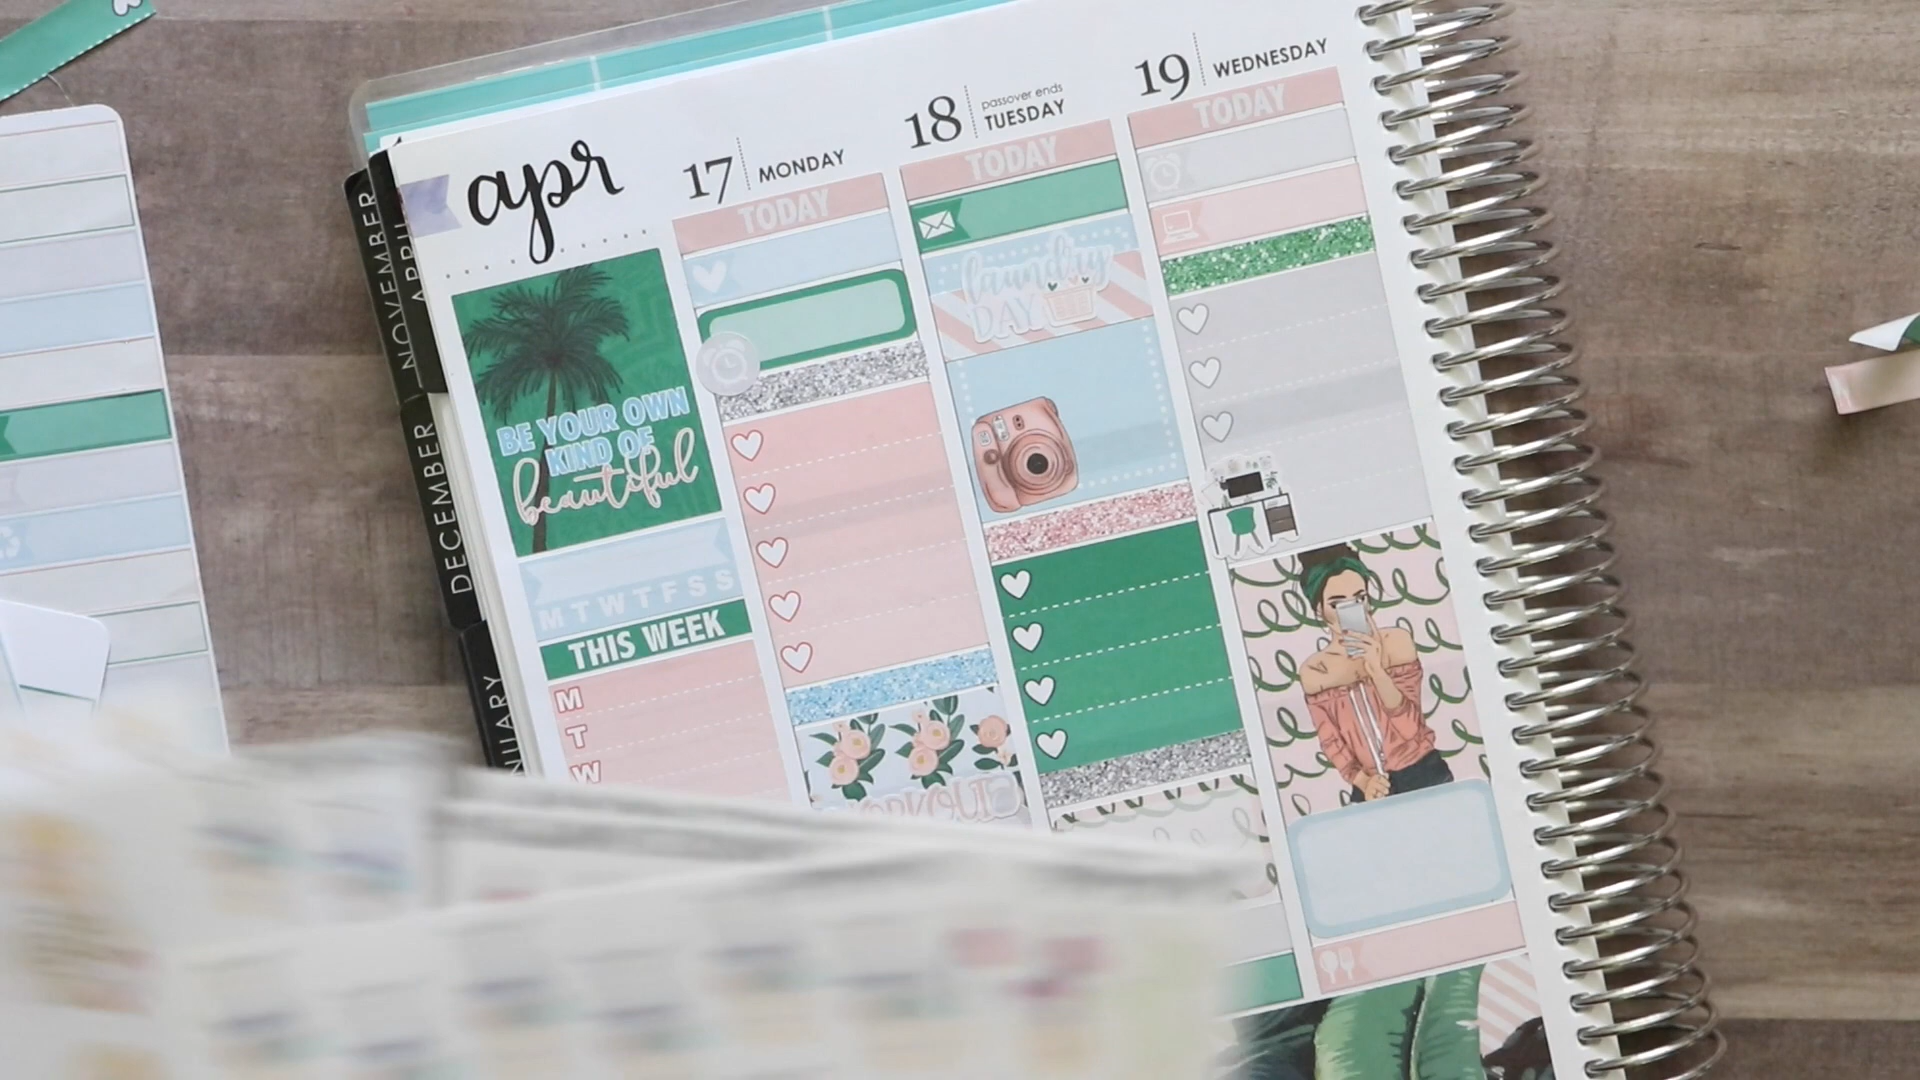 apr
17 MONDAY
18 passover ends
TUESDAY
19 WEDNESDAY
TODAY
TODAY
TODAY
laundry
DAY
BE YOUR OWN
KIND OF
beautiful
M T W T F S S
THIS WEEK
M
T
W
NOVEMBER
APRIL
DECEMBER
NUARY